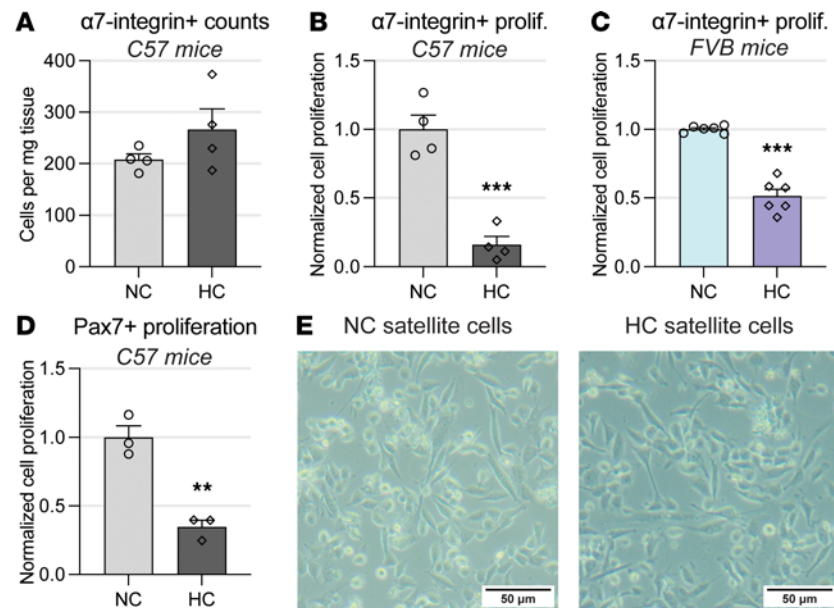 A α7-integrin+ counts
C57 mice
Cells per mg tissue
400
300
200
100
0
NC HC
B α7-integrin+ prolif.
C57 mice
Normalized cell proliferation
1.5
1.0
0.5
0.0
***
NC HC
C α7-integrin+ prolif.
FVB mice
Normalized cell proliferation
1.5
1.0
0.5
0.0
***
NC HC
D Pax7+ proliferation
C57 mice
Normalized cell proliferation
1.5
1.0
0.5
0.0
**
NC HC
E NC satellite cells
50 µm
HC satellite cells
50 µm